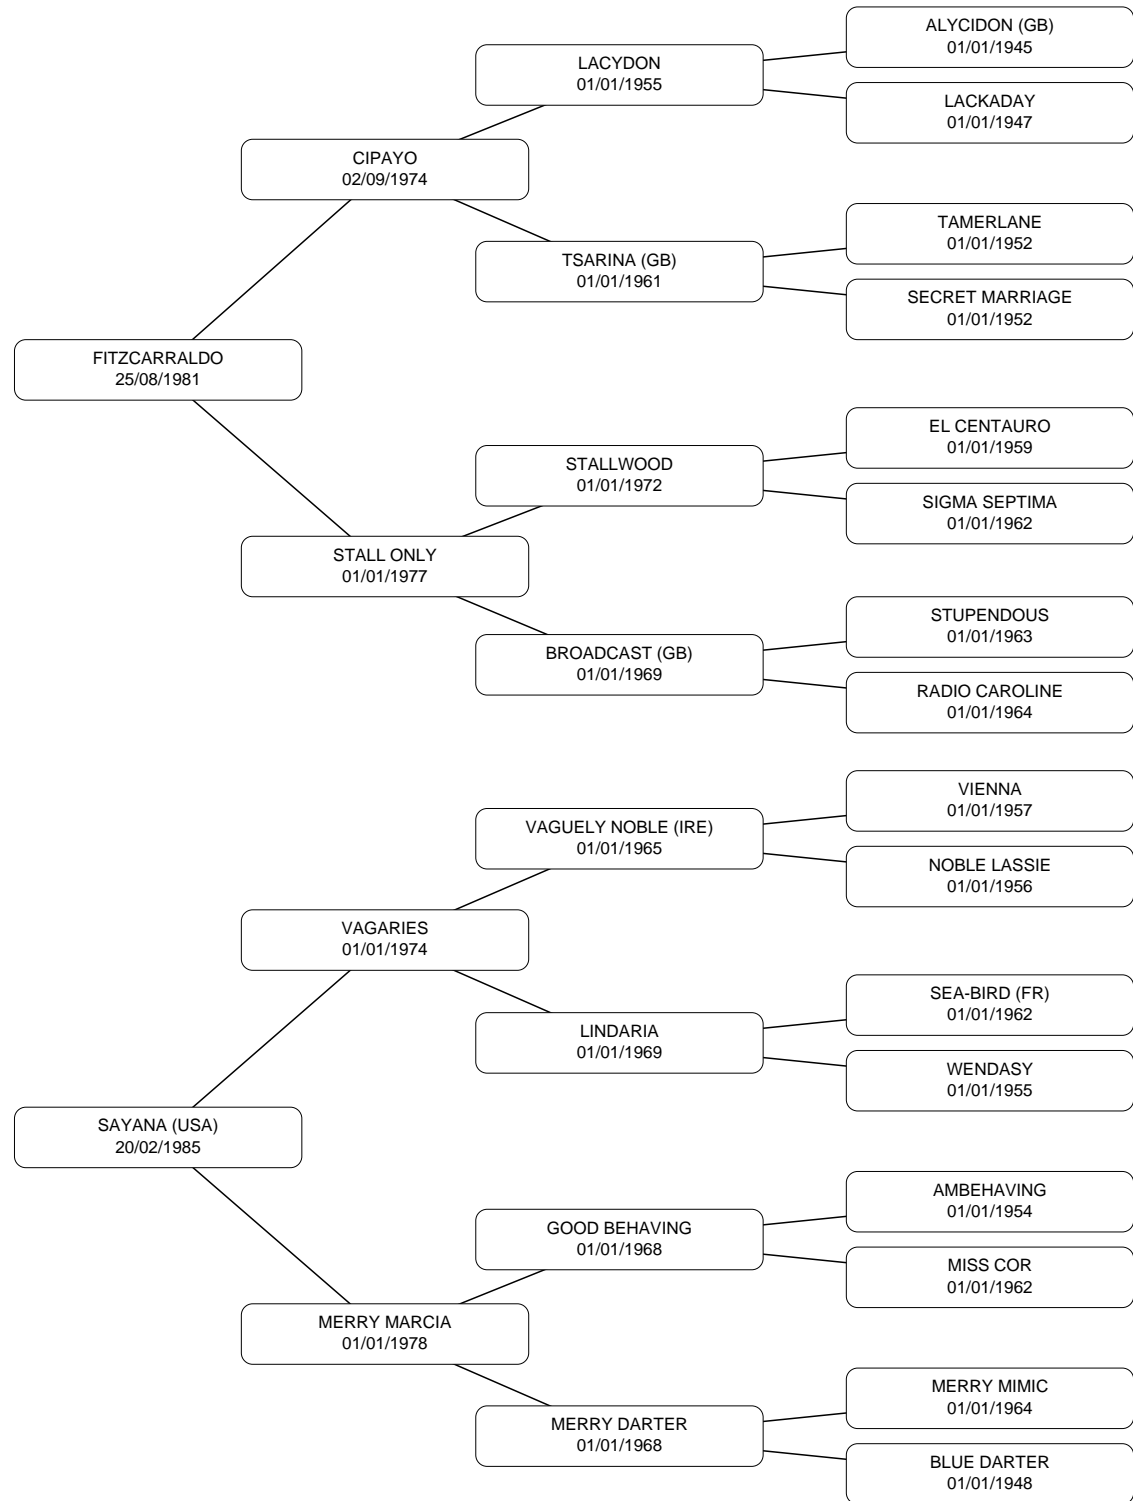 ALYCIDON (GB)
01/01/1945
LACYDON
01/01/1955
LACKADAY
01/01/1947
CIPAYO
02/09/1974
TAMERLANE
01/01/1952
TSARINA (GB)
01/01/1961
SECRET MARRIAGE
01/01/1952
FITZCARRALDO
25/08/1981
EL CENTAURO
01/01/1959
STALLWOOD
01/01/1972
SIGMA SEPTIMA
01/01/1962
STALL ONLY
01/01/1977
STUPENDOUS
01/01/1963
BROADCAST (GB)
01/01/1969
RADIO CAROLINE
01/01/1964
VIENNA
01/01/1957
VAGUELY NOBLE (IRE)
01/01/1965
NOBLE LASSIE
01/01/1956
VAGARIES
01/01/1974
SEA-BIRD (FR)
01/01/1962
LINDARIA
01/01/1969
WENDASY
01/01/1955
SAYANA (USA)
20/02/1985
AMBEHAVING
01/01/1954
GOOD BEHAVING
01/01/1968
MISS COR
01/01/1962
MERRY MARCIA
01/01/1978
MERRY MIMIC
01/01/1964
MERRY DARTER
01/01/1968
BLUE DARTER
01/01/1948